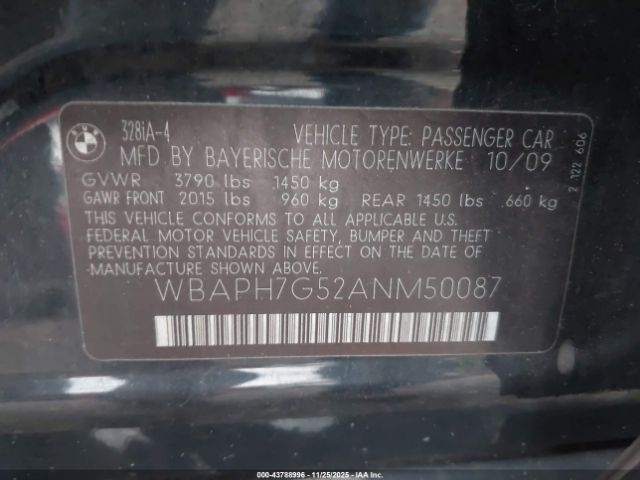 BMW
328iA-4 VEHICLE TYPE: PASSENGER CAR
MFD BY BAYERISCHE MOTORENWERKE 10/09
GVWR 3790 lbs 1450 kg
GAWR FRONT 2015 lbs 960 kg REAR 1450 lbs 660 kg
THIS VEHICLE CONFORMS TO ALL APPLICABLE U.S.
FEDERAL MOTOR VEHICLE SAFETY, BUMPER AND THEFT
PREVENTION STANDARDS IN EFFECT ON THE DATE OF
MANUFACTURE SHOWN ABOVE.
WBAPH7G52ANM50087
2 122 606
000-43788996 11/25/2025 Copyright © IAA, LLC